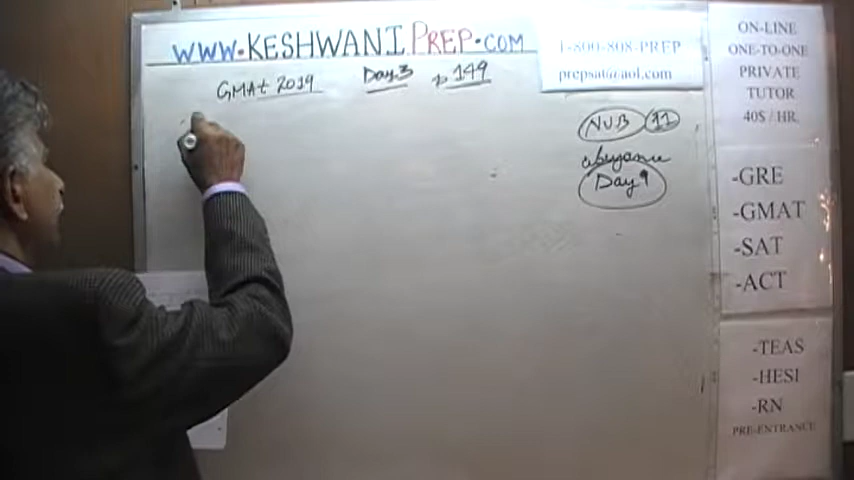 WWW.KESHWANIPREP.COM
1-800-808-PREP
prepsat@aol.com
GMAt 2019 Day 3 p 149
NUB 11
Day 9
ON-LINE
ONE-TO-ONE
PRIVATE
TUTOR
40$ / HR.
-GRE
-GMAT
-SAT
-ACT
-TEAS
-HESI
-RN
PRE-ENTRANCE